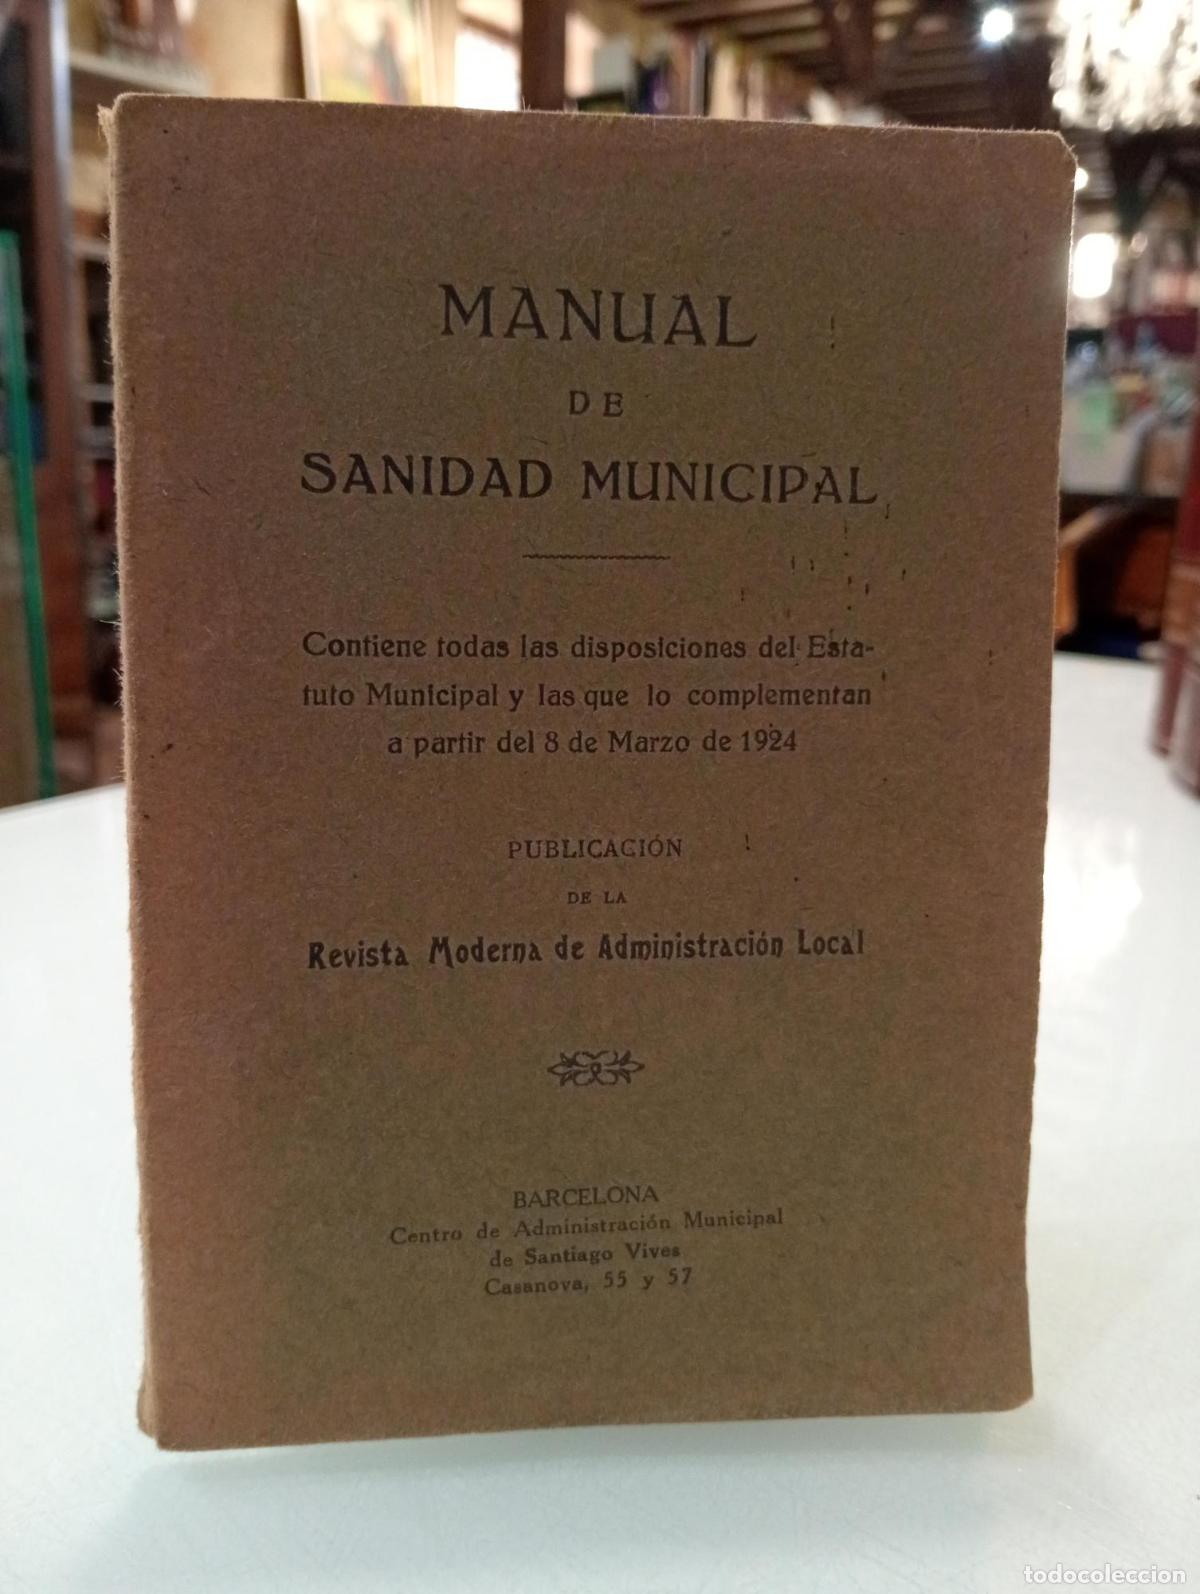 MANUAL
DE
SANIDAD MUNICIPAL
Contiene todas las disposiciones del Esta-
tuto Municipal y las que lo complementan
a partir del 8 de Marzo de 1924
PUBLICACIÓN
DE LA
Revista Moderna de Administración Local
BARCELONA
Centro de Administración Municipal
de Santiago Vives
Casanova, 55 y 57
todocoleccion